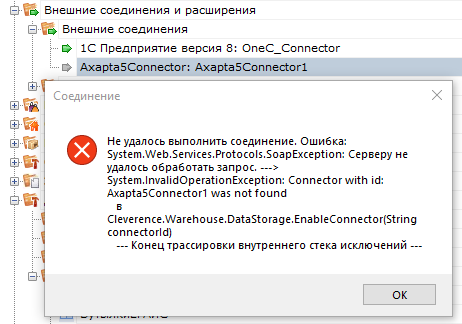 Внешние соединения и расширения
Внешние соединения
1С Предприятие версия 8: OneC_Connector
Axapta5Connector: Axapta5Connector1
Соединение
Не удалось выполнить соединение. Ошибка:
System.Web.Services.Protocols.SoapException: Серверу не
удалось обработать запрос. --->
System.InvalidOperationException: Connector with id:
Axapta5Connector1 was not found
в
Cleverence.Warehouse.DataStorage.EnableConnector(String
connectorId)
--- Конец трассировки внутреннего стека исключений ---
OK